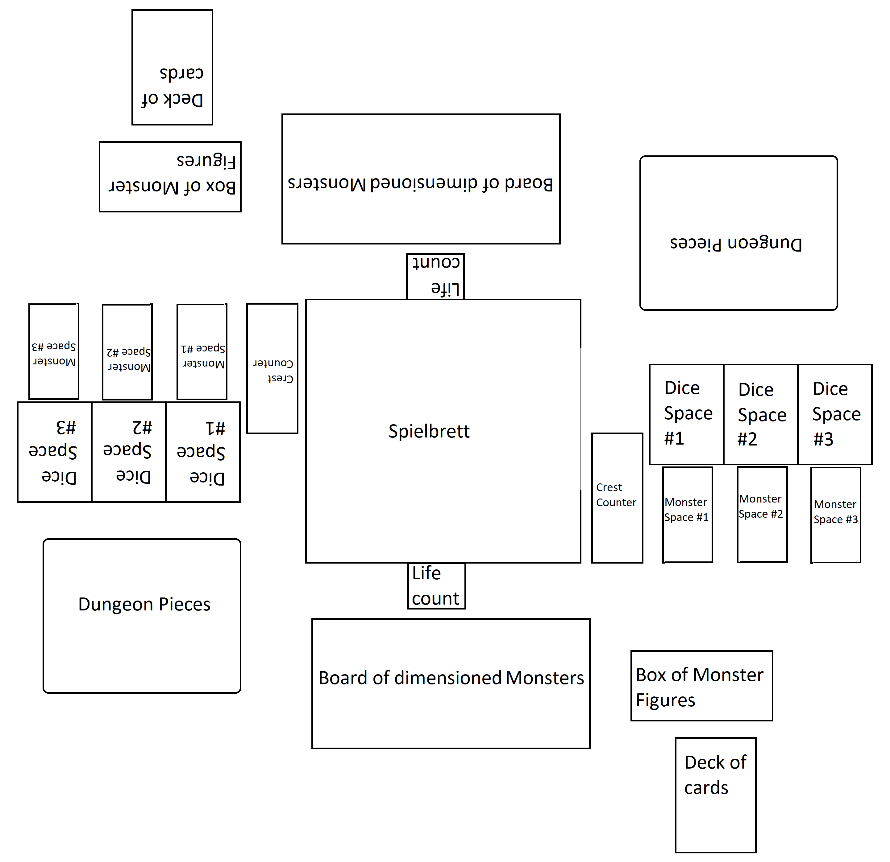 Deck of
cards
Box of Monster
Figures
Board of dimensioned Monsters
Dungeon Pieces
Life
count
Monster
Space #3
Monster
Space #2
Monster
Space #1
Crest
Counter
Dice
Space
#3
Dice
Space
#2
Dice
Space
#1
Spielbrett
Dice
Space
#1
Dice
Space
#2
Dice
Space
#3
Crest
Counter
Monster
Space #1
Monster
Space #2
Monster
Space #3
Life
count
Dungeon Pieces
Board of dimensioned Monsters
Box of Monster
Figures
Deck of
cards